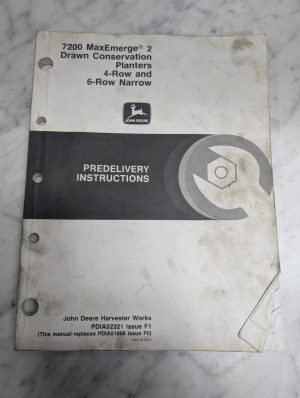 7200 MaxEmerge® 2
Drawn Conservation
Planters
4-Row and
6-Row Narrow
JOHN DEERE
PREDELIVERY
INSTRUCTIONS
John Deere Harvester Works
PDIA52321 Issue F1
(This manual replaces PDIA51868 Issue F0)